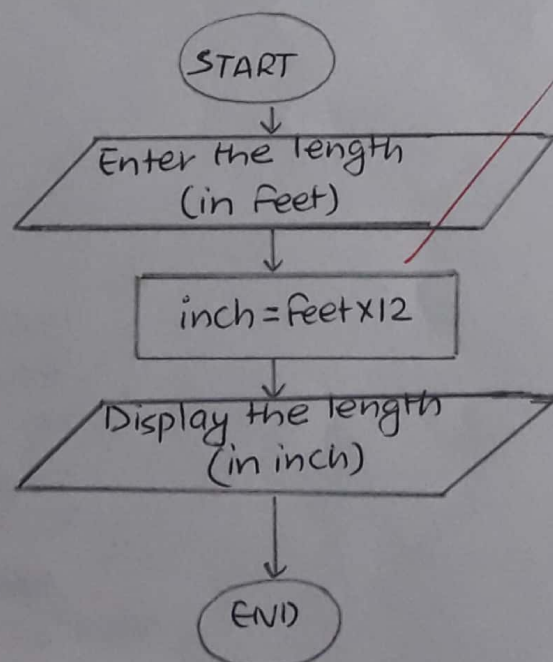 START
Enter the length
(in feet)
inch = feet×12
Display the length
(in inch)
END